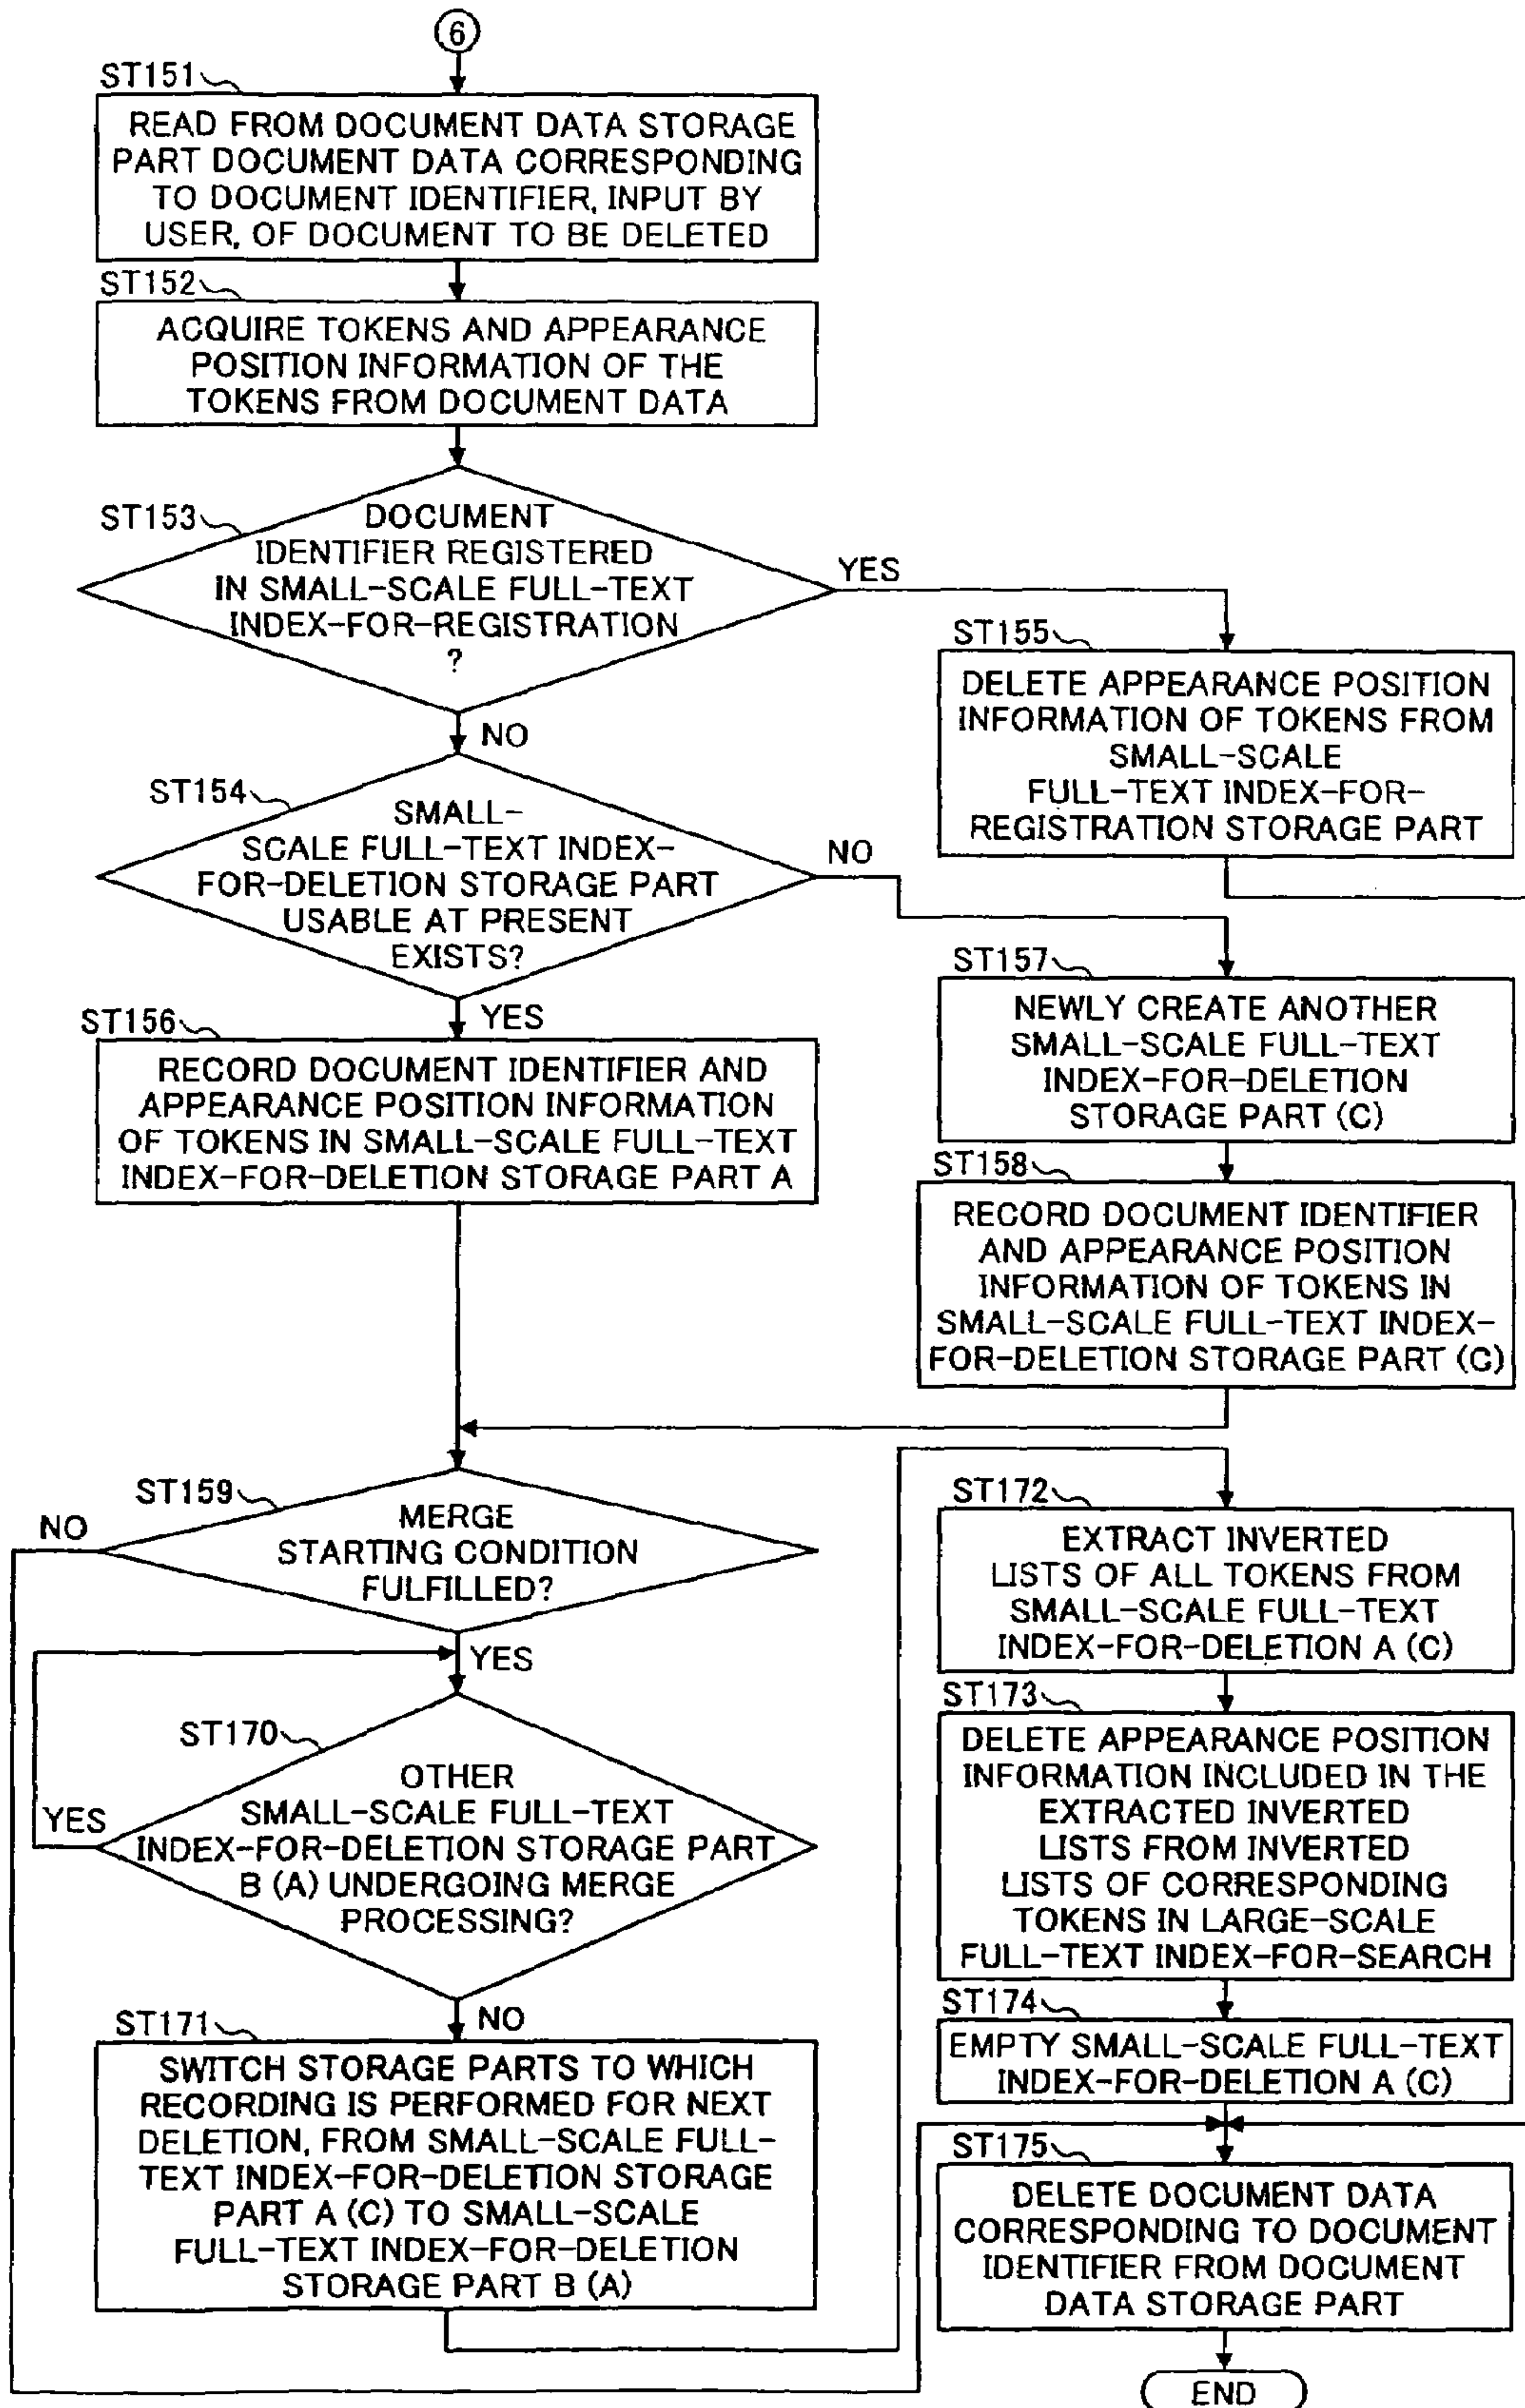 6
ST151
READ FROM DOCUMENT DATA STORAGE
PART DOCUMENT DATA CORRESPONDING
TO DOCUMENT IDENTIFIER, INPUT BY
USER, OF DOCUMENT TO BE DELETED
ST152
ACQUIRE TOKENS AND APPEARANCE
POSITION INFORMATION OF THE
TOKENS FROM DOCUMENT DATA
ST153
DOCUMENT
IDENTIFIER REGISTERED
IN SMALL-SCALE FULL-TEXT
INDEX-FOR-REGISTRATION
?
YES
NO
ST155
DELETE APPEARANCE POSITION
INFORMATION OF TOKENS FROM
SMALL-SCALE
FULL-TEXT INDEX-FOR-
REGISTRATION STORAGE PART
ST154
SMALL-
SCALE FULL-TEXT INDEX-
FOR-DELETION STORAGE PART
USABLE AT PRESENT
EXISTS?
NO
YES
ST156
RECORD DOCUMENT IDENTIFIER AND
APPEARANCE POSITION INFORMATION
OF TOKENS IN SMALL-SCALE FULL-TEXT
INDEX-FOR-DELETION STORAGE PART A
ST157
NEWLY CREATE ANOTHER
SMALL-SCALE FULL-TEXT
INDEX-FOR-DELETION
STORAGE PART (C)
ST158
RECORD DOCUMENT IDENTIFIER
AND APPEARANCE POSITION
INFORMATION OF TOKENS IN
SMALL-SCALE FULL-TEXT INDEX-
FOR-DELETION STORAGE PART (C)
ST159
MERGE
STARTING CONDITION
FULFILLED?
NO
YES
ST170
OTHER
SMALL-SCALE FULL-TEXT
INDEX-FOR-DELETION STORAGE PART
B (A) UNDERGOING MERGE
PROCESSING?
YES
NO
ST171
SWITCH STORAGE PARTS TO WHICH
RECORDING IS PERFORMED FOR NEXT
DELETION, FROM SMALL-SCALE FULL-
TEXT INDEX-FOR-DELETION STORAGE
PART A (C) TO SMALL-SCALE
FULL-TEXT INDEX-FOR-DELETION
STORAGE PART B (A)
ST172
EXTRACT INVERTED
LISTS OF ALL TOKENS FROM
SMALL-SCALE FULL-TEXT
INDEX-FOR-DELETION A (C)
ST173
DELETE APPEARANCE POSITION
INFORMATION INCLUDED IN THE
EXTRACTED INVERTED
LISTS FROM INVERTED
LISTS OF CORRESPONDING
TOKENS IN LARGE-SCALE
FULL-TEXT INDEX-FOR-SEARCH
ST174
EMPTY SMALL-SCALE FULL-TEXT
INDEX-FOR-DELETION A (C)
ST175
DELETE DOCUMENT DATA
CORRESPONDING TO DOCUMENT
IDENTIFIER FROM DOCUMENT
DATA STORAGE PART
END